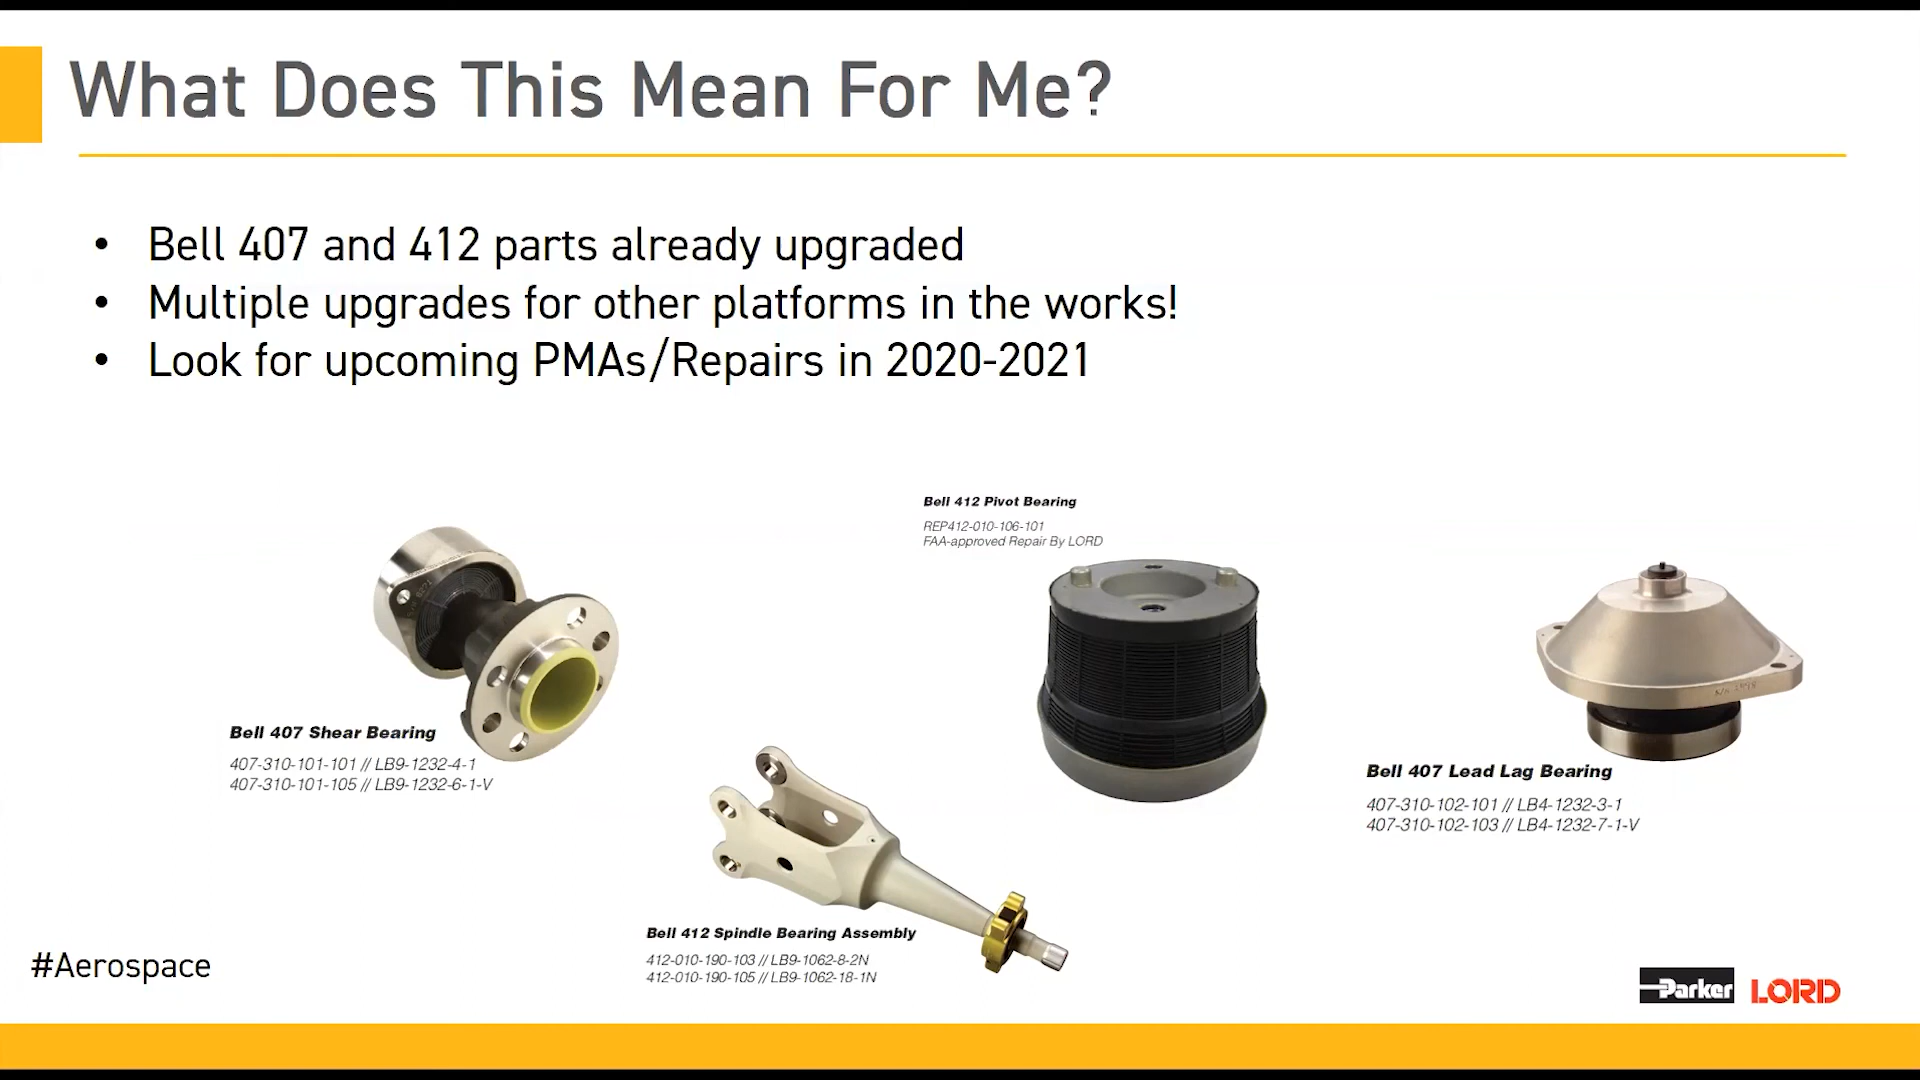 What Does This Mean For Me?
• Bell 407 and 412 parts already upgraded
• Multiple upgrades for other platforms in the works!
• Look for upcoming PMAs/Repairs in 2020-2021
Bell 412 Pivot Bearing
REP412-010-106-101
FAA-approved Repair By LORD
Bell 407 Shear Bearing
407-310-101-101 // LB9-1232-4-1
407-310-101-105 // LB9-1232-6-1-V
Bell 407 Lead Lag Bearing
407-310-102-101 // LB4-1232-3-1
407-310-102-103 // LB4-1232-7-1-V
Bell 412 Spindle Bearing Assembly
412-010-190-103 // LB9-1062-8-2N
412-010-190-105 // LB9-1062-18-1N
#Aerospace
Parker LORD